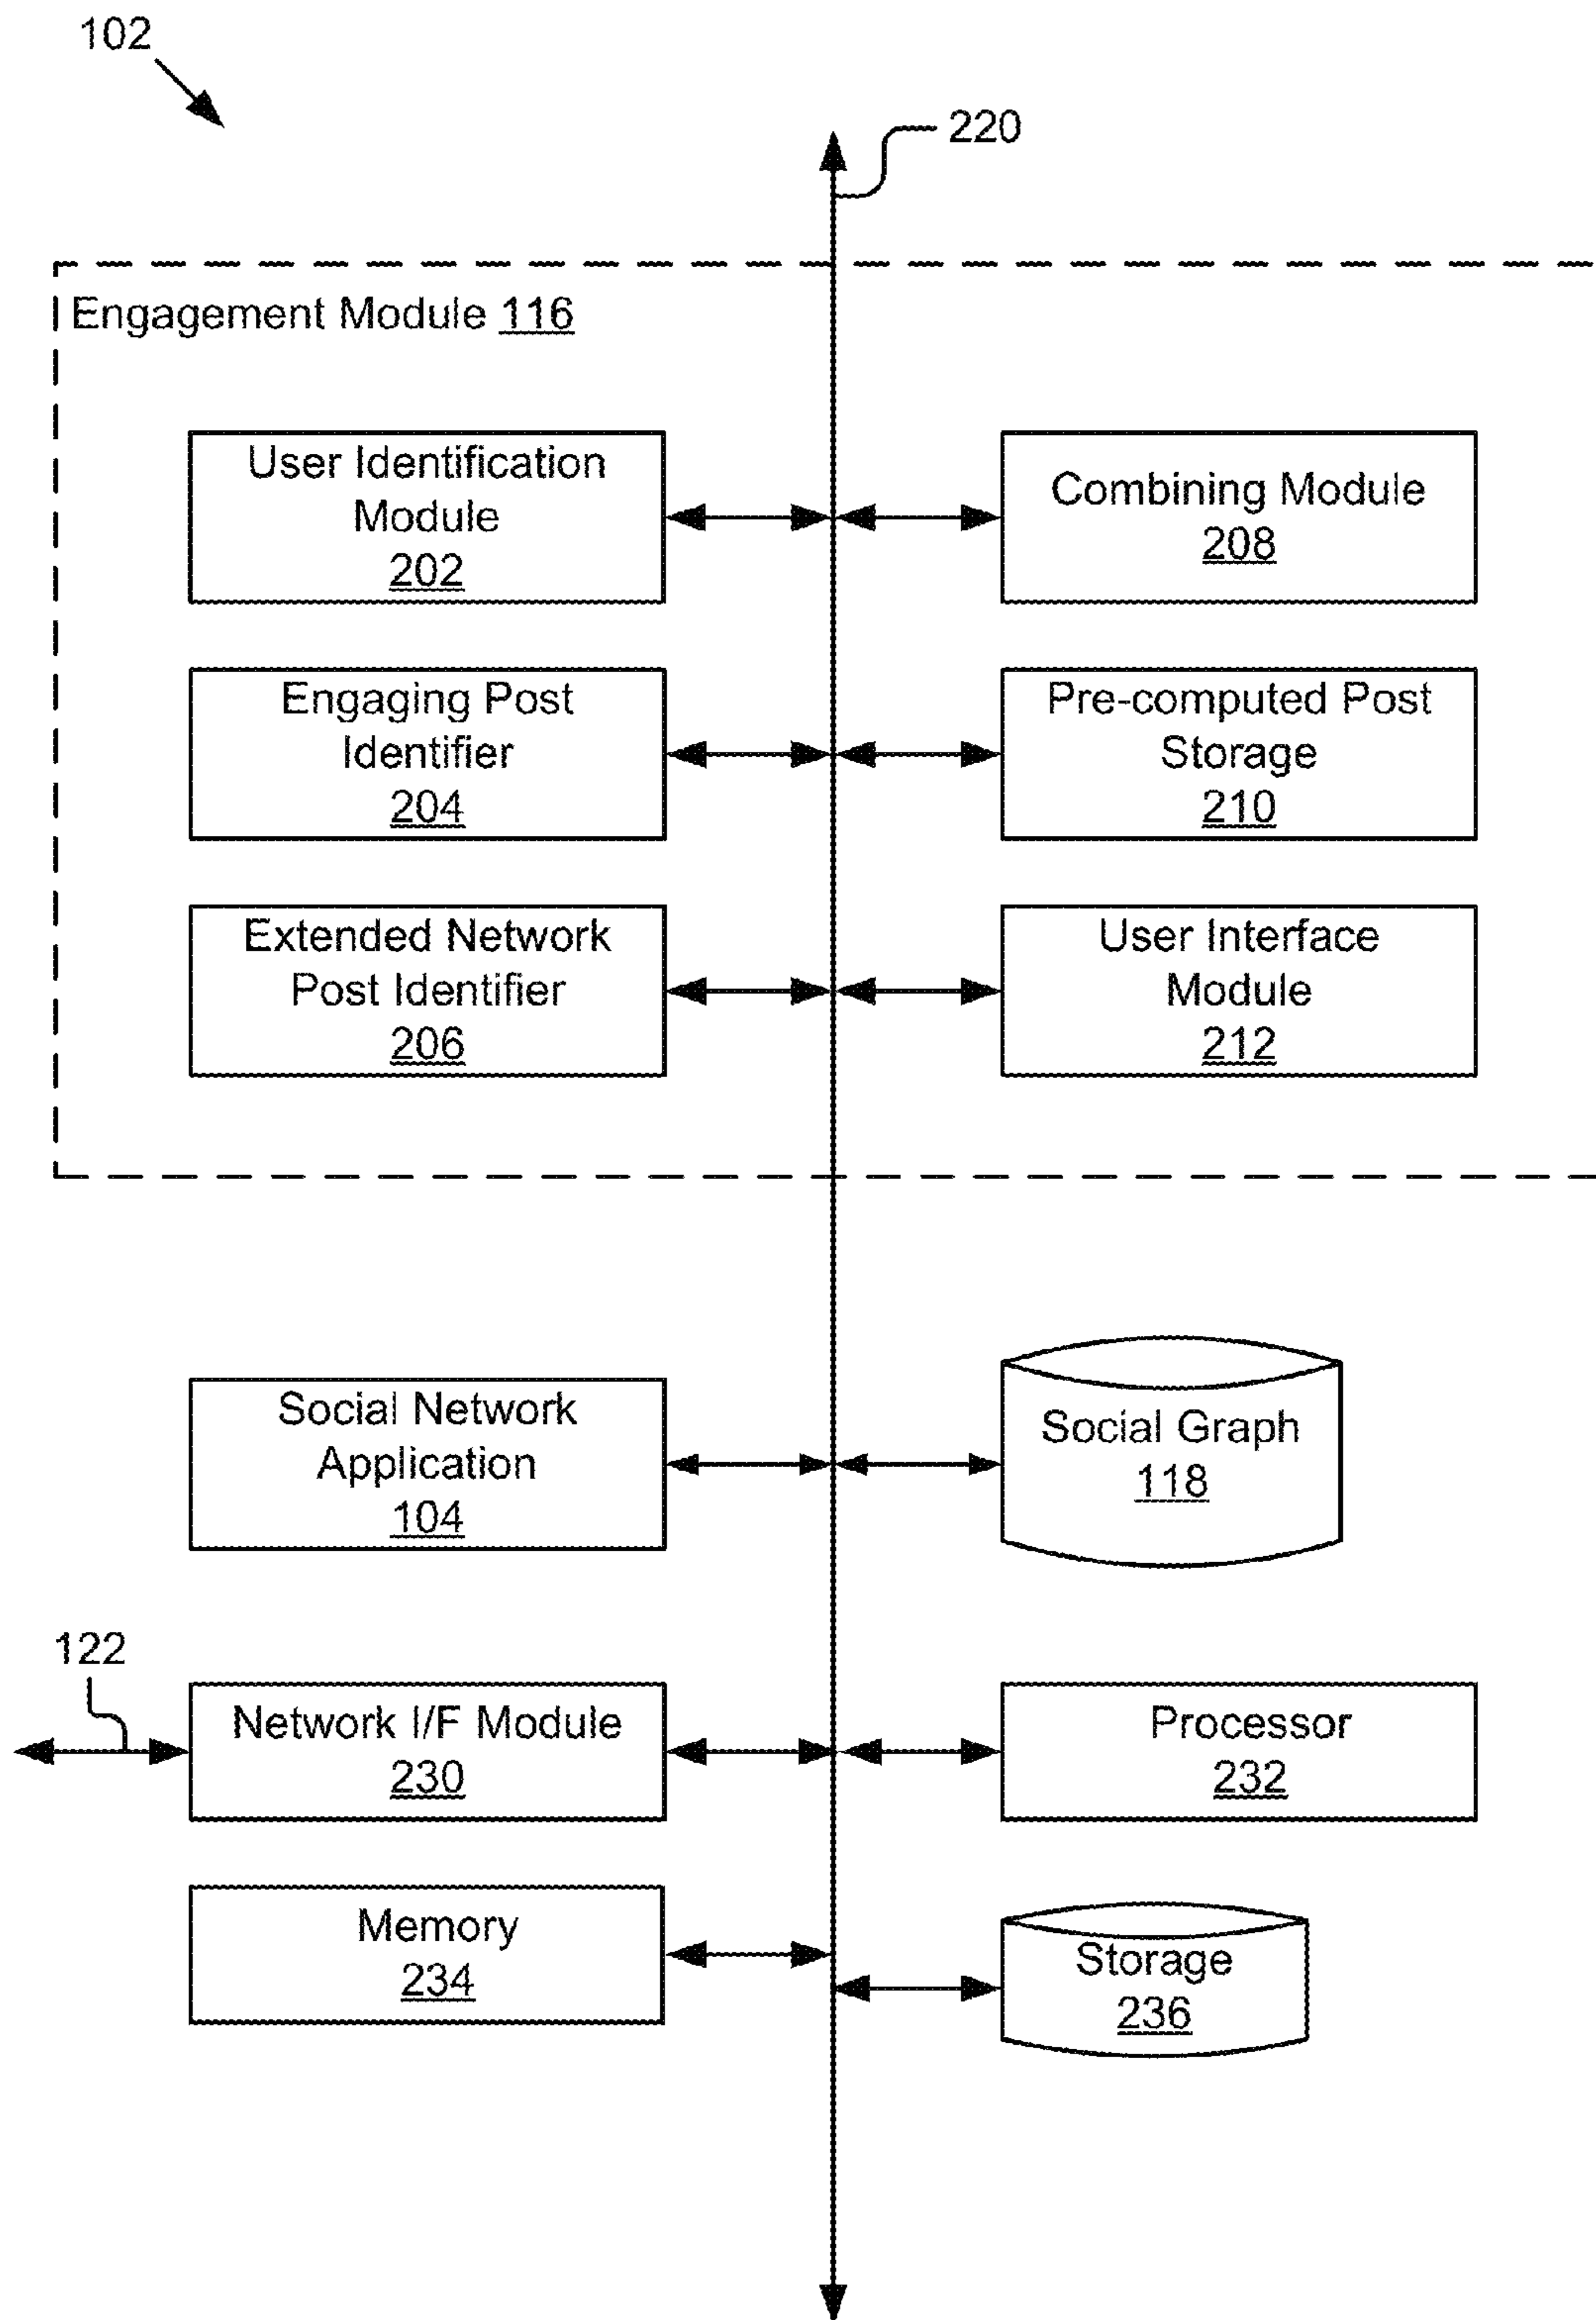 102
220
Engagement Module 116
User Identification
Module
202
Combining Module
208
Engaging Post
Identifier
204
Pre-computed Post
Storage
210
Extended Network
Post Identifier
206
User Interface
Module
212
Social Network
Application
104
Social Graph
118
122
Network I/F Module
230
Processor
232
Memory
234
Storage
236